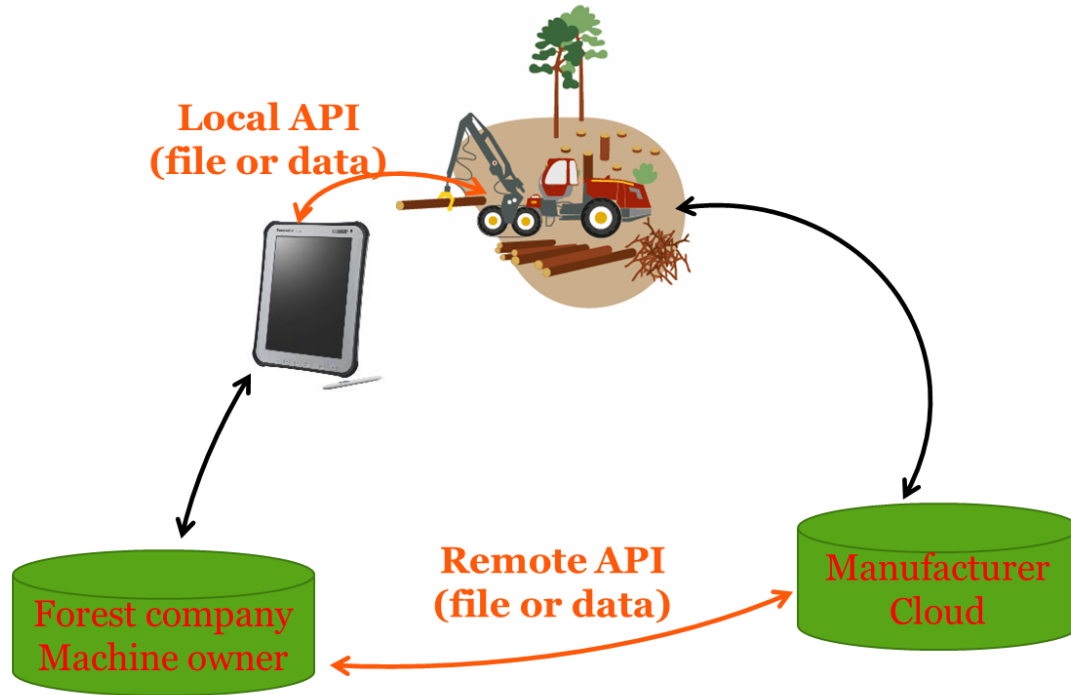 Local API
(file or data)
Remote API
(file or data)
Manufacturer
Cloud
Forest company
Machine owner